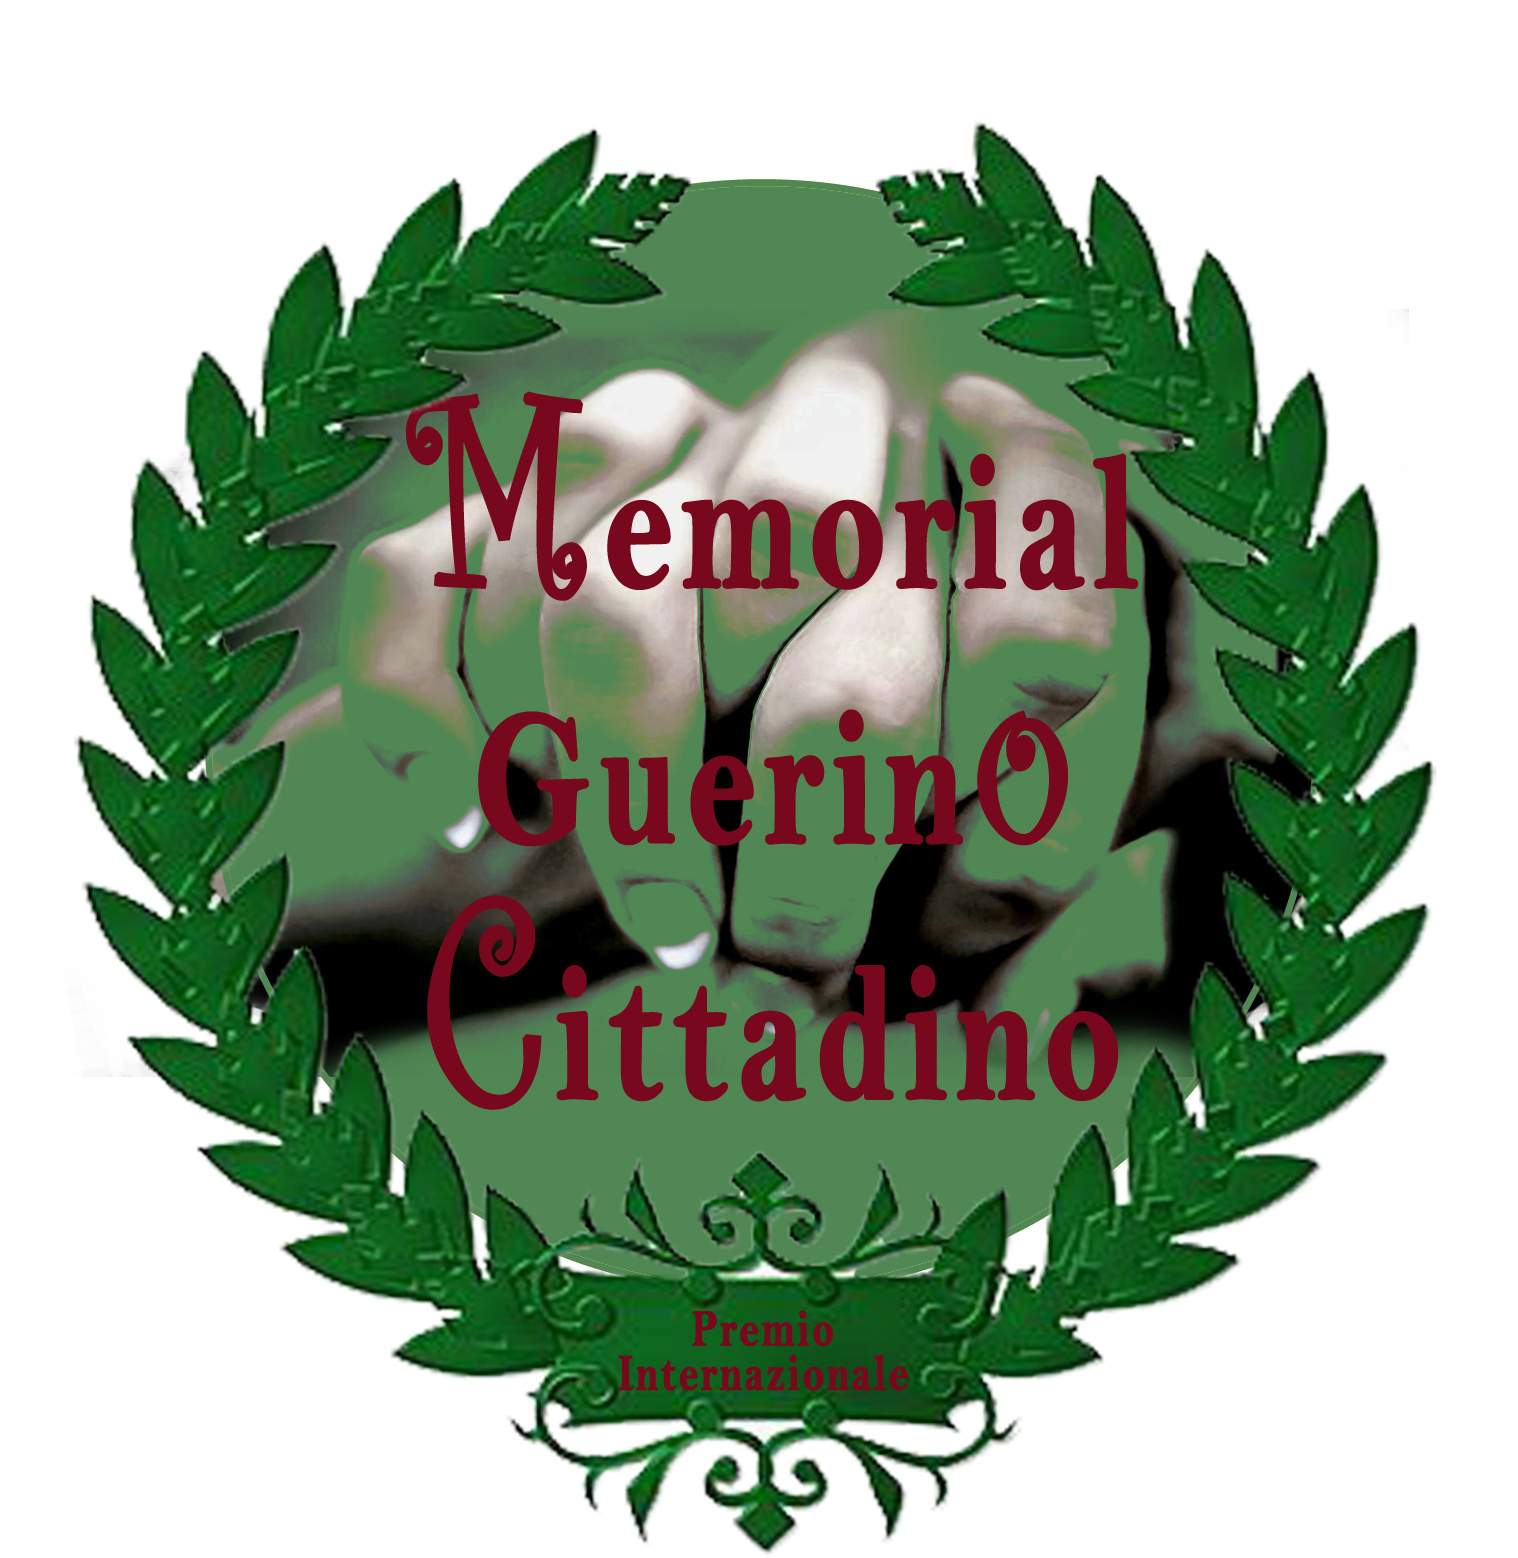 Memorial
GuerinO
Cittadino
Premio
Internazionale